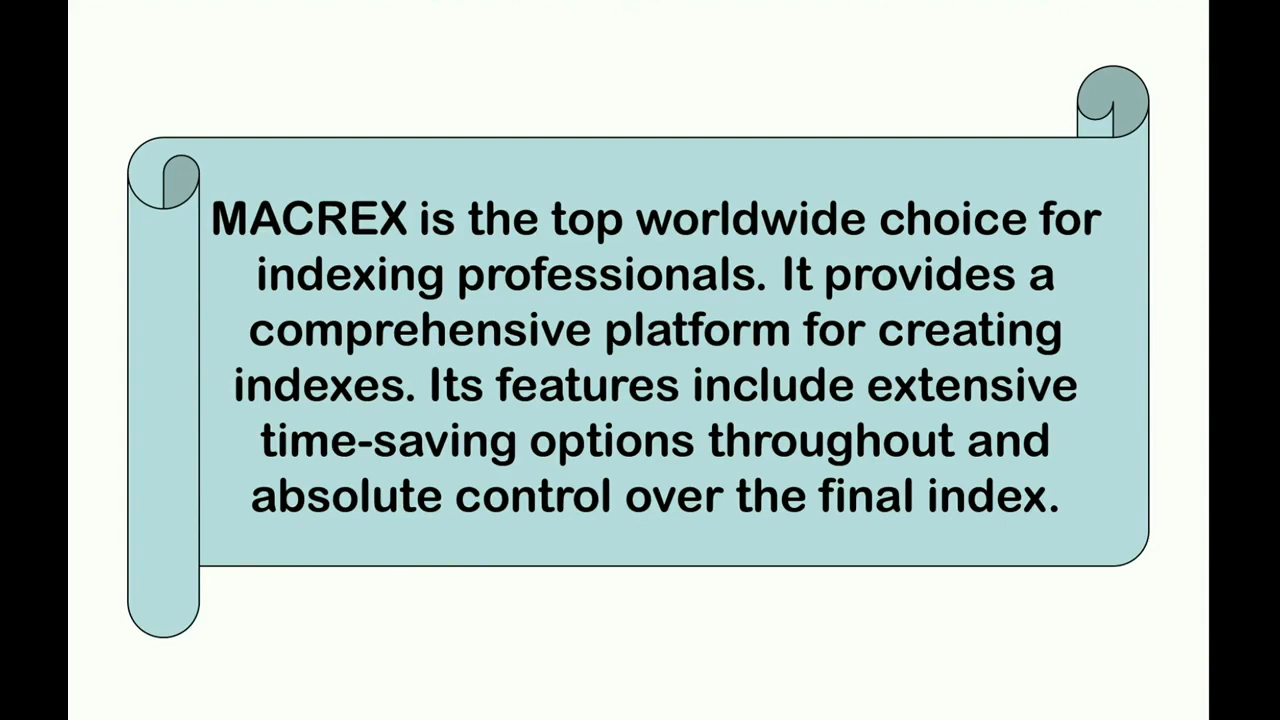 MACREX is the top worldwide choice for
indexing professionals. It provides a
comprehensive platform for creating
indexes. Its features include extensive
time-saving options throughout and
absolute control over the final index.